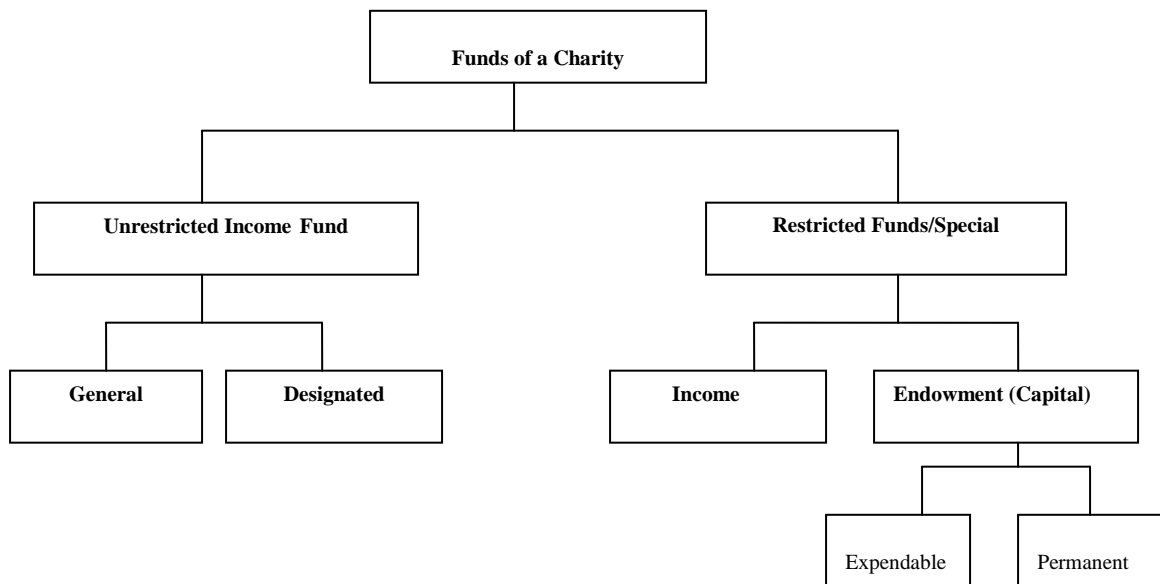 Funds of a Charity
Unrestricted Income Fund
Restricted Funds/Special
General
Designated
Income
Endowment (Capital)
Expendable
Permanent